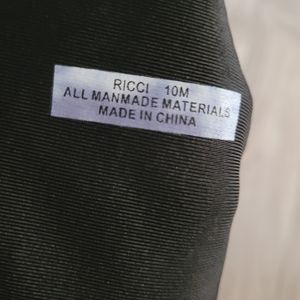 RICCI 10M
ALL MANMADE MATERIALS
MADE IN CHINA